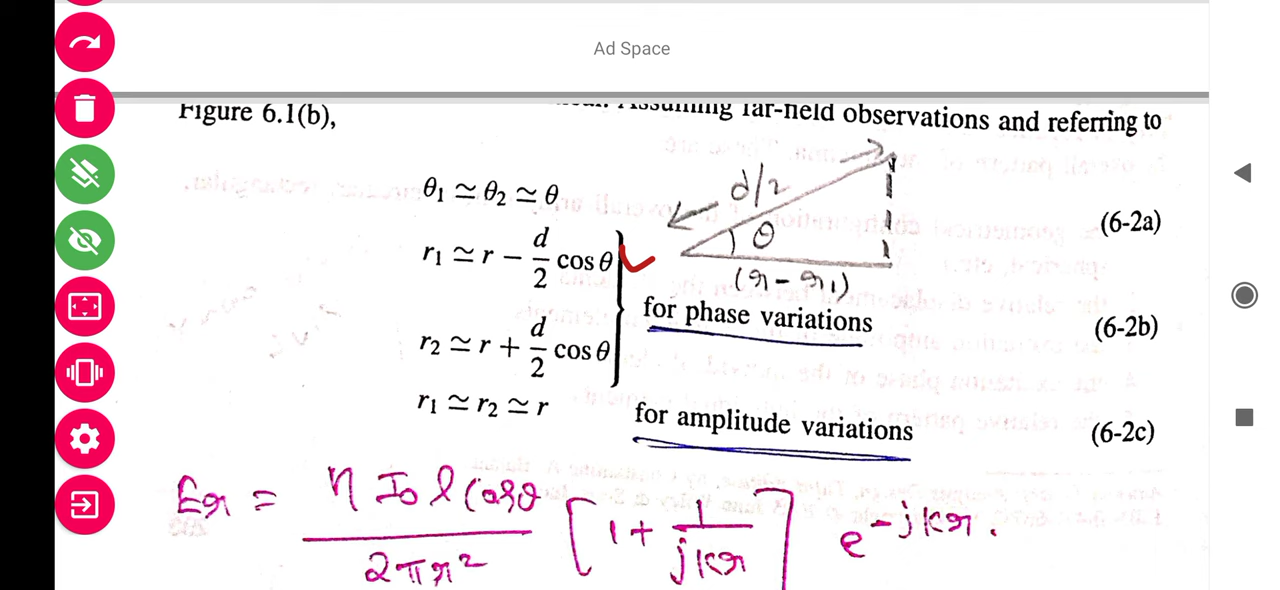 Ad Space
Assuming far-field observations and referring to
Figure 6.1(b),
θ₁ ≃ θ₂ ≃ θ
(6-2a)
d/2
θ
(r - r₁)
r₁ ≃ r − d/2 cos θ
r₂ ≃ r + d/2 cos θ
for phase variations
(6-2b)
r₁ ≃ r₂ ≃ r
for amplitude variations
(6-2c)
Er = η I₀ l Cosθ / 2πr² [1 + 1/jkr] e^-jkr.